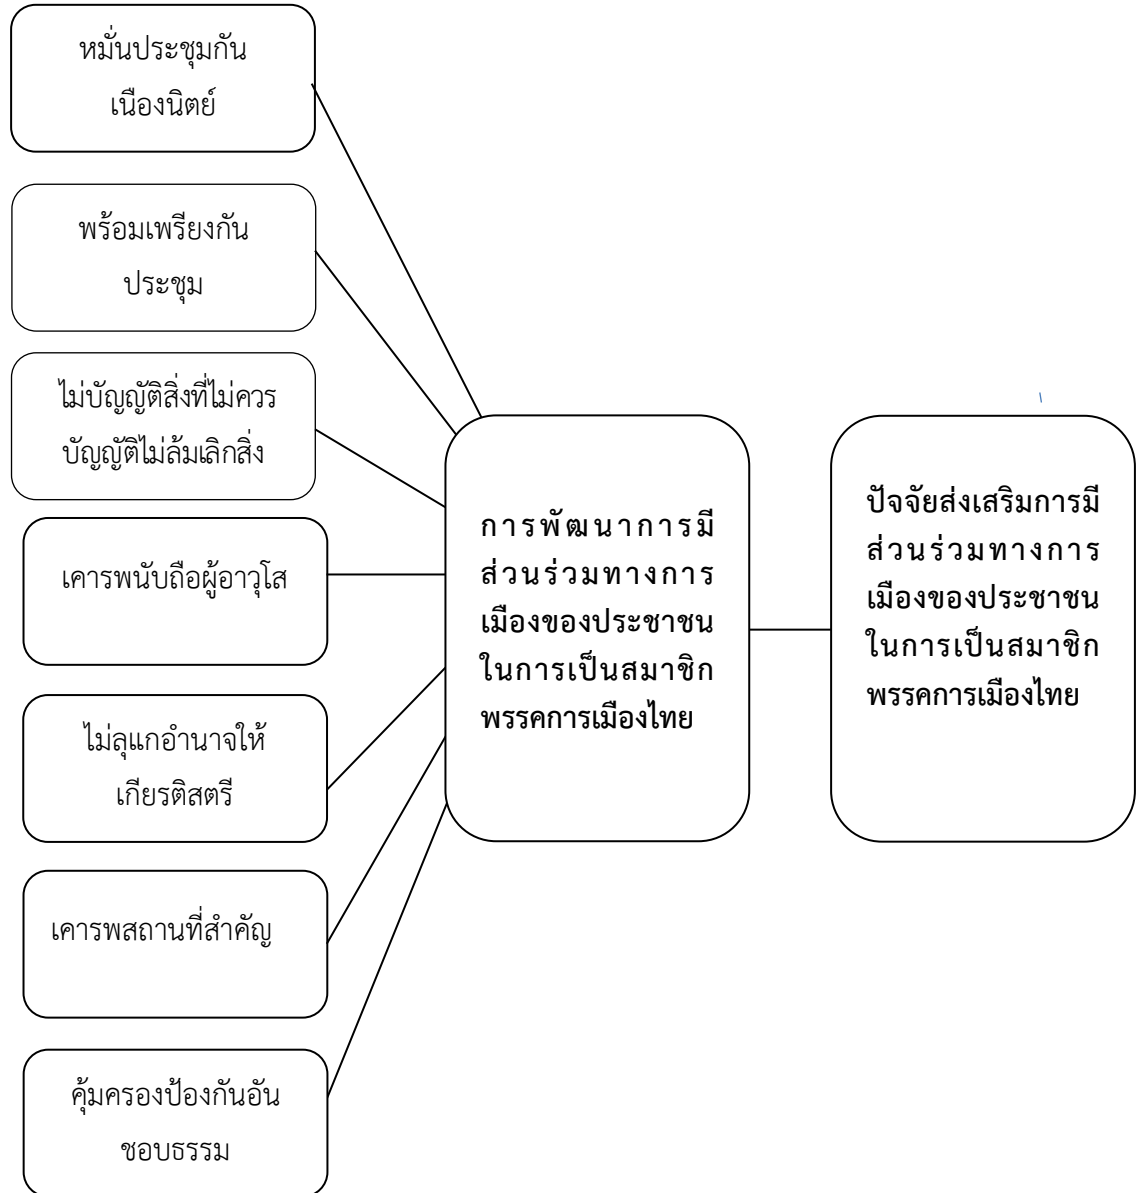 หมั่นประชุมกัน
เนืองนิตย์
พร้อมเพรียงกัน
ประชุม
ไม่บัญญัติสิ่งที่ไม่ควร
บัญญัติไม่ล้มเลิกสิ่ง
เคารพนับถือผู้อาวุโส
ไม่ลุแกอำนาจให้
เกียรติสตรี
เคารพสถานที่สำคัญ
คุ้มครองป้องกันอัน
ชอบธรรม
การพัฒนาการมี
ส่วนร่วมทางการ
เมืองของประชาชน
ในการเป็นสมาชิก
พรรคการเมืองไทย
ปัจจัยส่งเสริมการมี
ส่วนร่วมทางการ
เมืองของประชาชน
ในการเป็นสมาชิก
พรรคการเมืองไทย